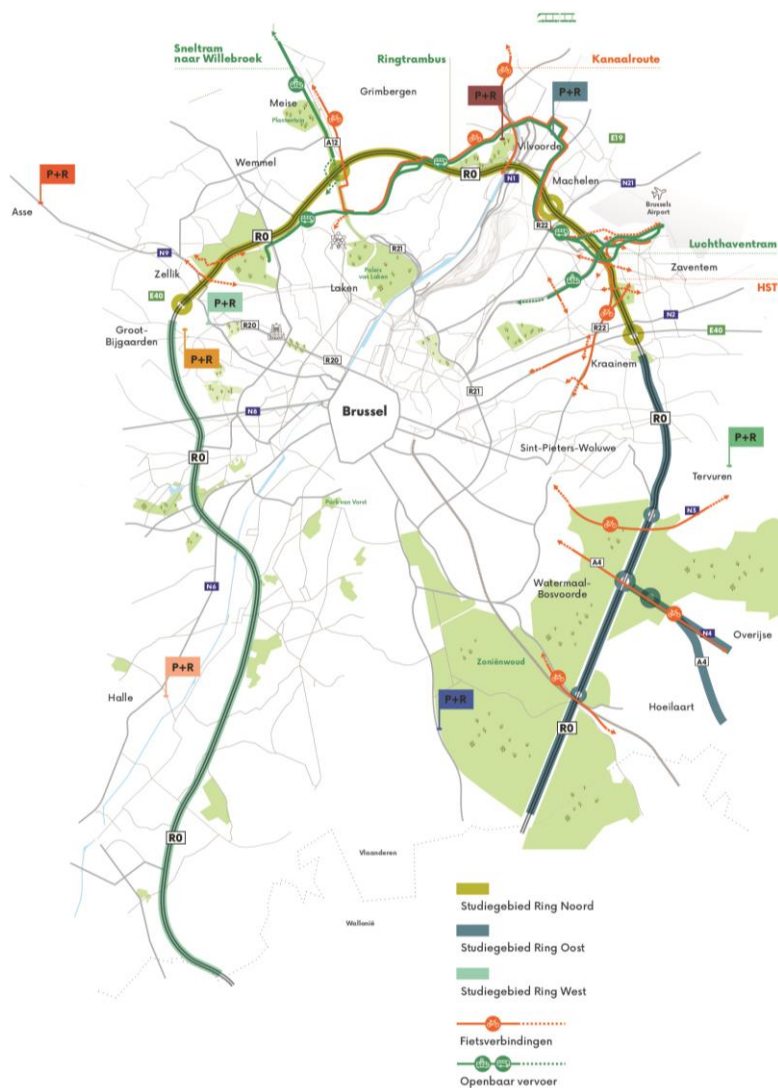 Sneltram
naar Willebroek
Ringtrambus
Kanaalroute
Meise
Plantentuin
Grimbergen
P+R
P+R
Vilvoorde
E19
A12
Wemmel
R0
N1
Machelen
N21
P+R
Asse
Brussels
Airport
R22
R0
N9
R21
Luchthaventram
Zellik
Paleis
van Laken
Laken
Zaventem
HST
E40
P+R
Groot-
Bijgaarden
R20
R22
N2
E40
P+R
R20
Kraainem
R21
Brussel
N8
R0
P+R
Sint-Pieters-Woluwe
R0
Tervuren
Park van Vorst
N3
A4
N6
Watermaal-
Bosvoorde
N4
Overijse
Zoniënwoud
A4
P+R
P+R
Halle
Hoeilaart
R0
R0
Vlaanderen
Wallonië
Studiegebied Ring Noord
Studiegebied Ring Oost
Studiegebied Ring West
Fietsverbindingen
Openbaar vervoer